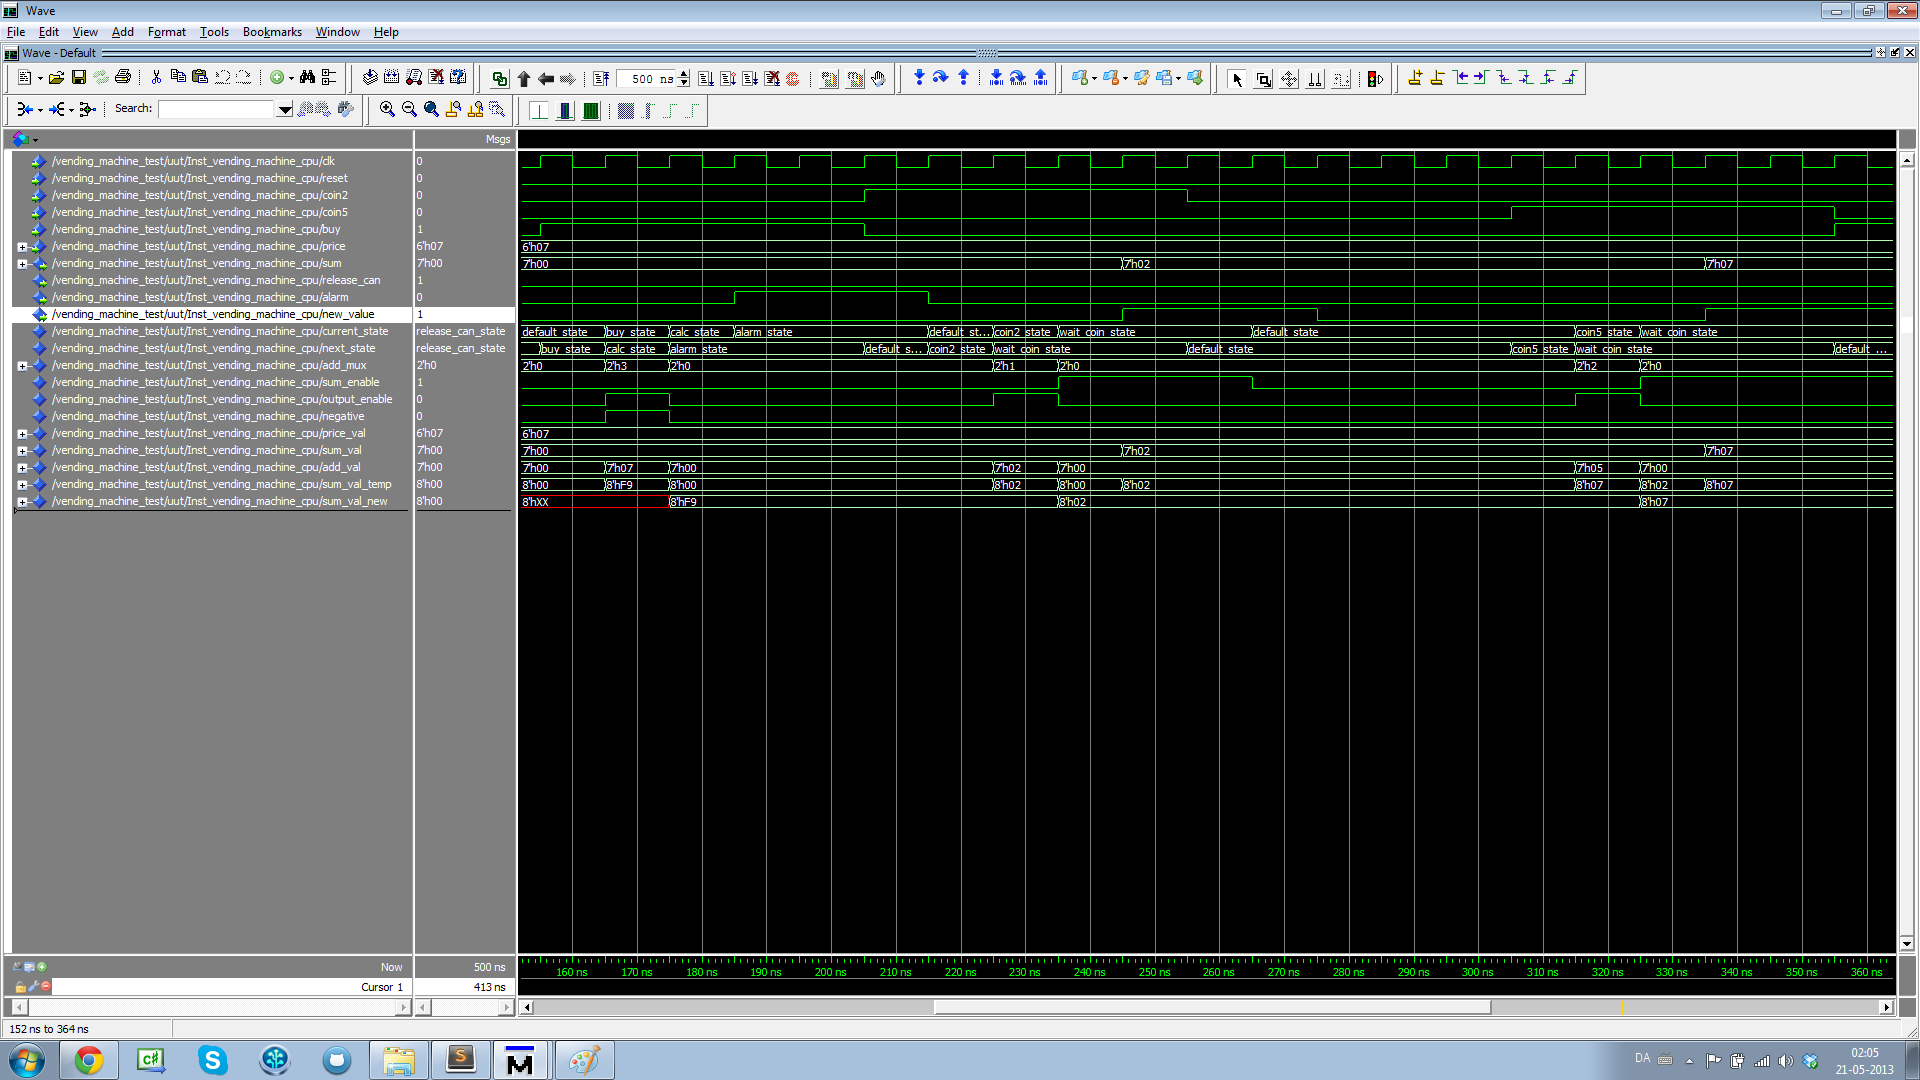 Wave
File Edit View Add Format Tools Bookmarks Window Help
Wave - Default
500 ns
Search:
Msgs
/vending_machine_test/uut/Inst_vending_machine_cpu/clk 0
/vending_machine_test/uut/Inst_vending_machine_cpu/reset 0
/vending_machine_test/uut/Inst_vending_machine_cpu/coin2 0
/vending_machine_test/uut/Inst_vending_machine_cpu/coin5 0
/vending_machine_test/uut/Inst_vending_machine_cpu/buy 1
/vending_machine_test/uut/Inst_vending_machine_cpu/price 6'h07 6'h07
/vending_machine_test/uut/Inst_vending_machine_cpu/sum 7'h00 7'h00 7'h02 7'h07
/vending_machine_test/uut/Inst_vending_machine_cpu/release_can 1
/vending_machine_test/uut/Inst_vending_machine_cpu/alarm 0
/vending_machine_test/uut/Inst_vending_machine_cpu/new_value 1
/vending_machine_test/uut/Inst_vending_machine_cpu/current_state release_can_state default_state buy_state calc_state alarm_state default_st... coin2_state wait_coin_state default_state coin5_state wait_coin_state
/vending_machine_test/uut/Inst_vending_machine_cpu/next_state release_can_state buy_state calc_state alarm_state default_s... coin2_state wait_coin_state default_state coin5_state wait_coin_state default_...
/vending_machine_test/uut/Inst_vending_machine_cpu/add_mux 2'h0 2'h0 2'h3 2'h0 2'h1 2'h0 2'h2 2'h0
/vending_machine_test/uut/Inst_vending_machine_cpu/sum_enable 1
/vending_machine_test/uut/Inst_vending_machine_cpu/output_enable 0
/vending_machine_test/uut/Inst_vending_machine_cpu/negative 0
/vending_machine_test/uut/Inst_vending_machine_cpu/price_val 6'h07 6'h07
/vending_machine_test/uut/Inst_vending_machine_cpu/sum_val 7'h00 7'h00 7'h02 7'h07
/vending_machine_test/uut/Inst_vending_machine_cpu/add_val 7'h00 7'h00 7'h07 7'h00 7'h02 7'h00 7'h05 7'h00
/vending_machine_test/uut/Inst_vending_machine_cpu/sum_val_temp 8'h00 8'h00 8'hF9 8'h00 8'h02 8'h00 8'h02 8'h07 8'h02 8'h07
/vending_machine_test/uut/Inst_vending_machine_cpu/sum_val_new 8'h00 8'hXX 8'hF9 8'h02 8'h07
Now 500 ns 160 ns 170 ns 180 ns 190 ns 200 ns 210 ns 220 ns 230 ns 240 ns 250 ns 260 ns 270 ns 280 ns 290 ns 300 ns 310 ns 320 ns 330 ns 340 ns 350 ns 360 ns
Cursor 1 413 ns
152 ns to 364 ns
C#
S
S
M
DA
02:05
21-05-2013